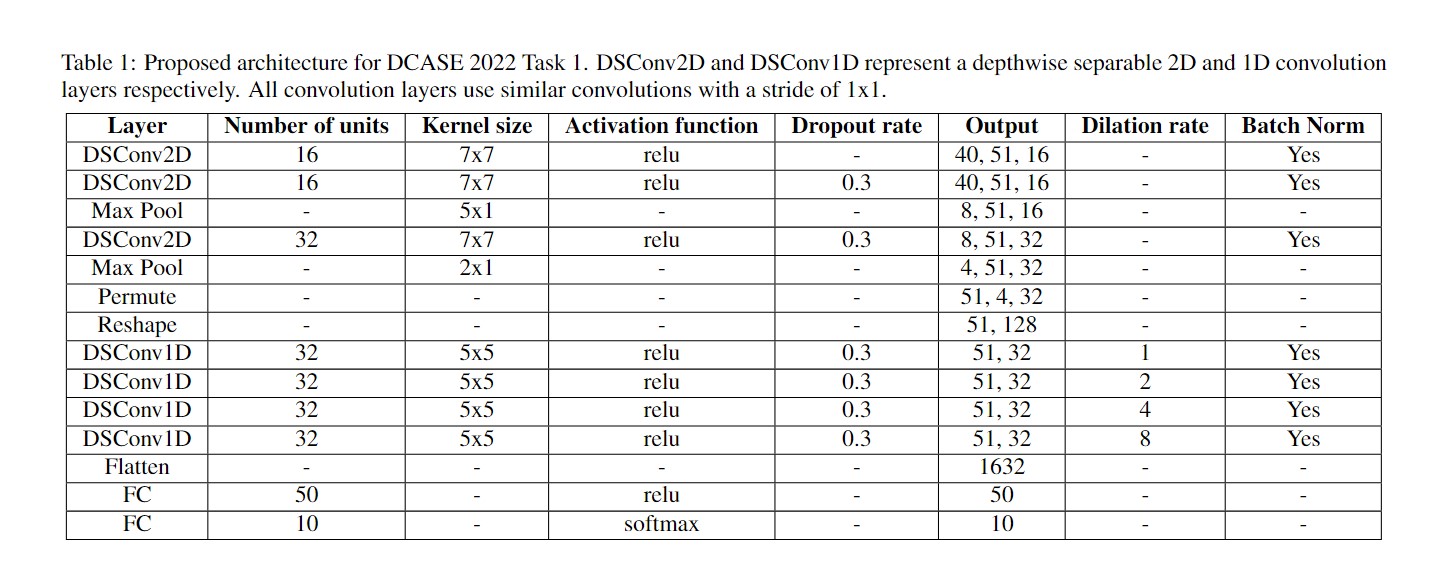 Table 1: Proposed architecture for DCASE 2022 Task 1. DSConv2D and DSConv1D represent a depthwise separable 2D and 1D convolution
layers respectively. All convolution layers use similar convolutions with a stride of 1x1.
Layer Number of units Kernel size Activation function Dropout rate Output Dilation rate Batch Norm
DSConv2D 16 7x7 relu - 40, 51, 16 - Yes
DSConv2D 16 7x7 relu 0.3 40, 51, 16 - Yes
Max Pool - 5x1 - - 8, 51, 16 - -
DSConv2D 32 7x7 relu 0.3 8, 51, 32 - Yes
Max Pool - 2x1 - - 4, 51, 32 - -
Permute - - - - 51, 4, 32 - -
Reshape - - - - 51, 128 - -
DSConv1D 32 5x5 relu 0.3 51, 32 1 Yes
DSConv1D 32 5x5 relu 0.3 51, 32 2 Yes
DSConv1D 32 5x5 relu 0.3 51, 32 4 Yes
DSConv1D 32 5x5 relu 0.3 51, 32 8 Yes
Flatten - - - - 1632 - -
FC 50 - relu - 50 - -
FC 10 - softmax - 10 - -